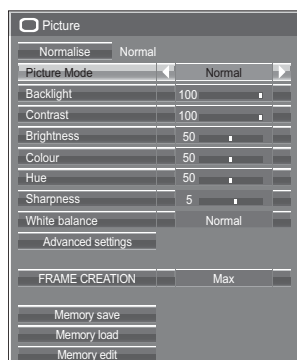 Picture
Normalise Normal
Picture Mode Normal
Backlight 100
Contrast 100
Brightness 50
Colour 50
Hue 50
Sharpness 5
White balance Normal
Advanced settings
FRAME CREATION Max
Memory save
Memory load
Memory edit